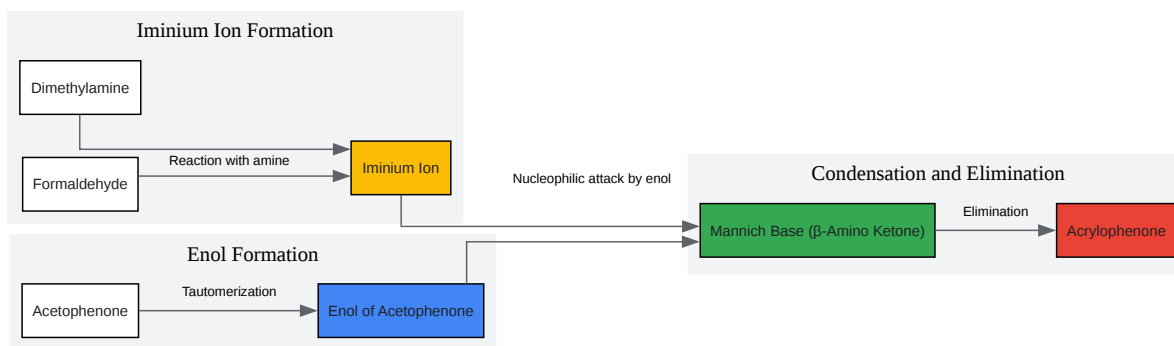 Iminium Ion Formation
Dimethylamine
Reaction with amine
Formaldehyde
Iminium Ion
Nucleophilic attack by enol
Condensation and Elimination
Mannich Base (β-Amino Ketone)
Elimination
Acrylophenone
Enol Formation
Acetophenone
Tautomerization
Enol of Acetophenone